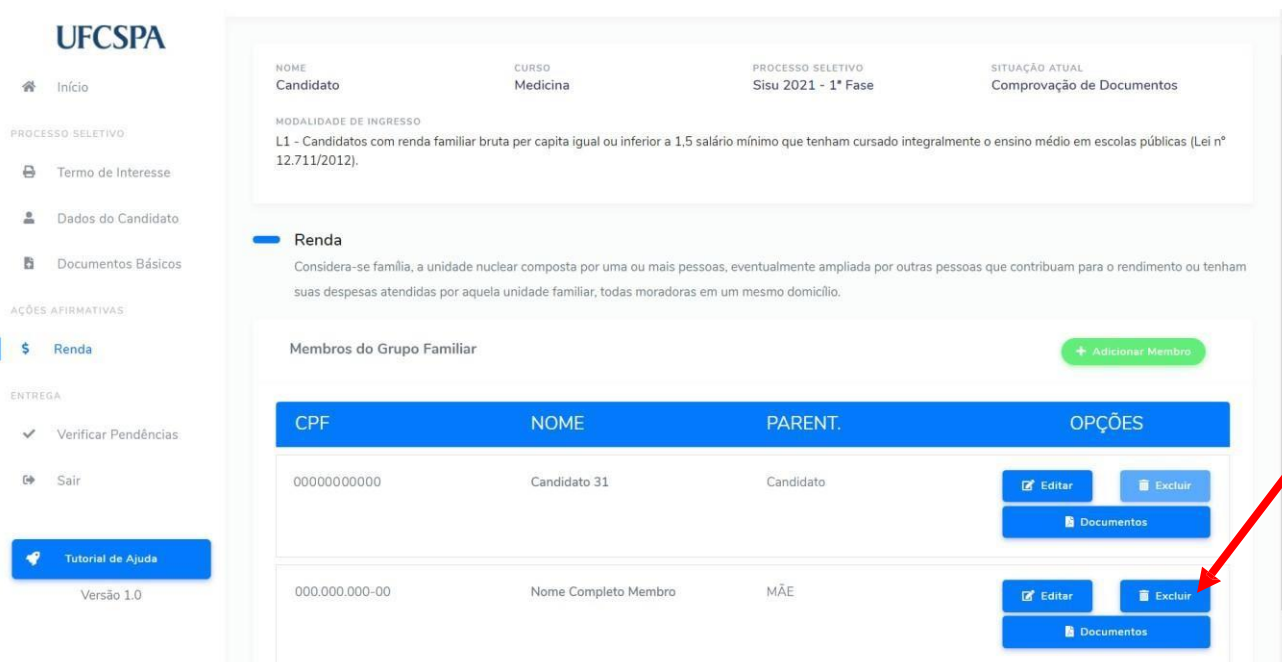 UFCSPA
Início
PROCESSO SELETIVO
Termo de Interesse
Dados do Candidato
Documentos Básicos
AÇÕES AFIRMATIVAS
$ Renda
ENTREGA
Verificar Pendências
Sair
Tutorial de Ajuda
Versão 1.0
NOME CURSO PROCESSO SELETIVO SITUAÇÃO ATUAL
Candidato Medicina Sisu 2021 - 1ª Fase Comprovação de Documentos
MODALIDADE DE INGRESSO
L1 - Candidatos com renda familiar bruta per capita igual ou inferior a 1,5 salário mínimo que tenham cursado integralmente o ensino médio em escolas públicas (Lei nº
12.711/2012).
Renda
Considera-se família, a unidade nuclear composta por uma ou mais pessoas, eventualmente ampliada por outras pessoas que contribuam para o rendimento ou tenham
suas despesas atendidas por aquela unidade familiar, todas moradoras em um mesmo domicílio.
Membros do Grupo Familiar + Adicionar Membro
CPF NOME PARENT. OPÇÕES
00000000000 Candidato 31 Candidato Editar Excluir
Documentos
000.000.000-00 Nome Completo Membro MÃE Editar Excluir
Documentos